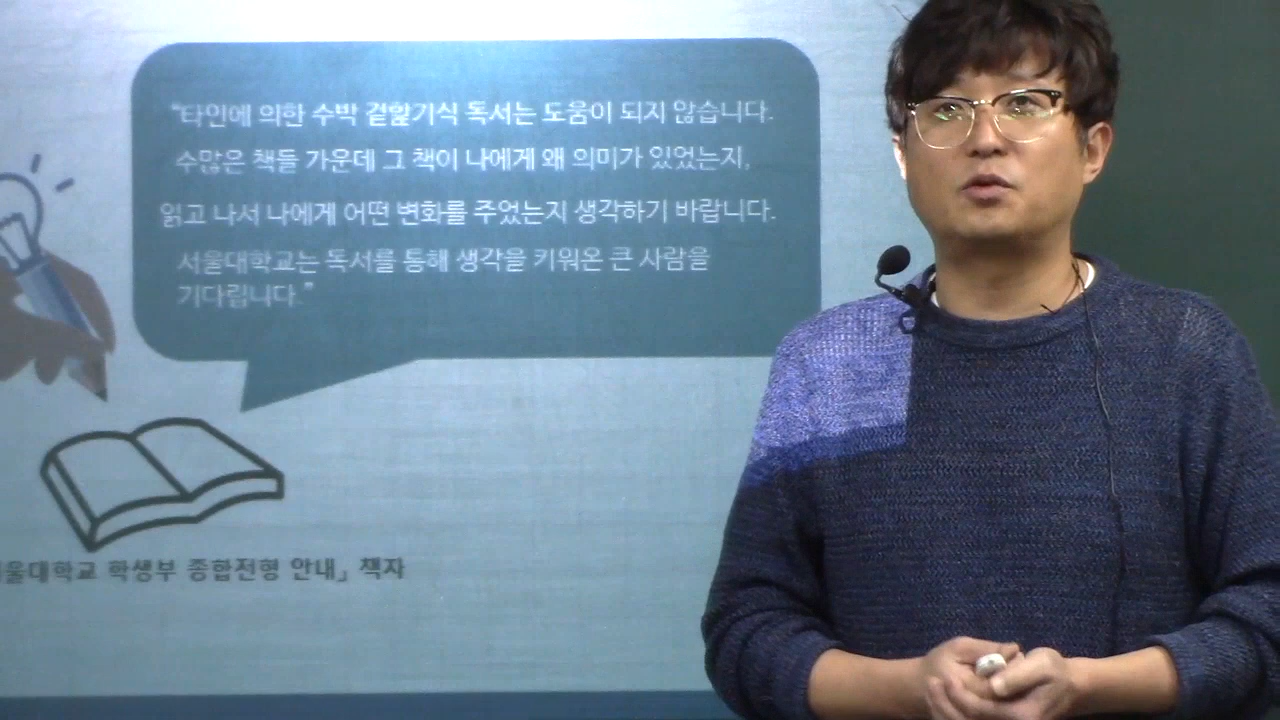 “타인에 의한 수박 겉핥기식 독서는 도움이 되지 않습니다.
수많은 책들 가운데 그 책이 나에게 왜 의미가 있었는지,
읽고 나서 나에게 어떤 변화를 주었는지 생각하기 바랍니다.
서울대학교는 독서를 통해 생각을 키워온 큰 사람을
기다립니다.”
울대학교 학생부 종합전형 안내」 책자